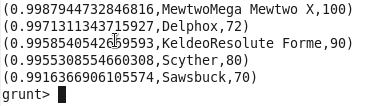 (0.9987944732846816,MewtwoMega Mewtwo X,100)
(0.9971311343715927,Delphox,72)
(0.9958540542659593,KeldeoResolute Forme,90)
(0.9955308554660308,Scyther,80)
(0.9916366906105574,Sawsbuck,70)
grunt>